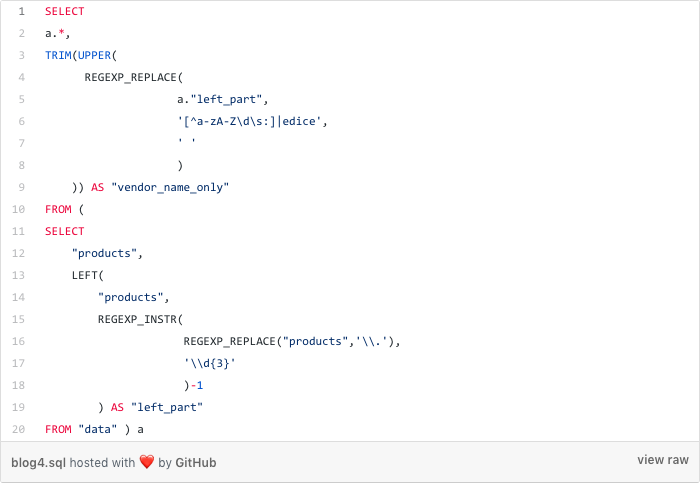 1 SELECT
2 a.*,
3 TRIM(UPPER(
4 REGEXP_REPLACE(
5 a."left_part",
6 '[^a-zA-Z\d\s:]|edice',
7 ' '
8 )
9 )) AS "vendor_name_only"
10 FROM (
11 SELECT
12 "products",
13 LEFT(
14 "products",
15 REGEXP_INSTR(
16 REGEXP_REPLACE("products",'\\.'),
17 '\\d{3}'
18 )-1
19 ) AS "left_part"
20 FROM "data" ) a
blog4.sql hosted with ❤ by GitHub view raw